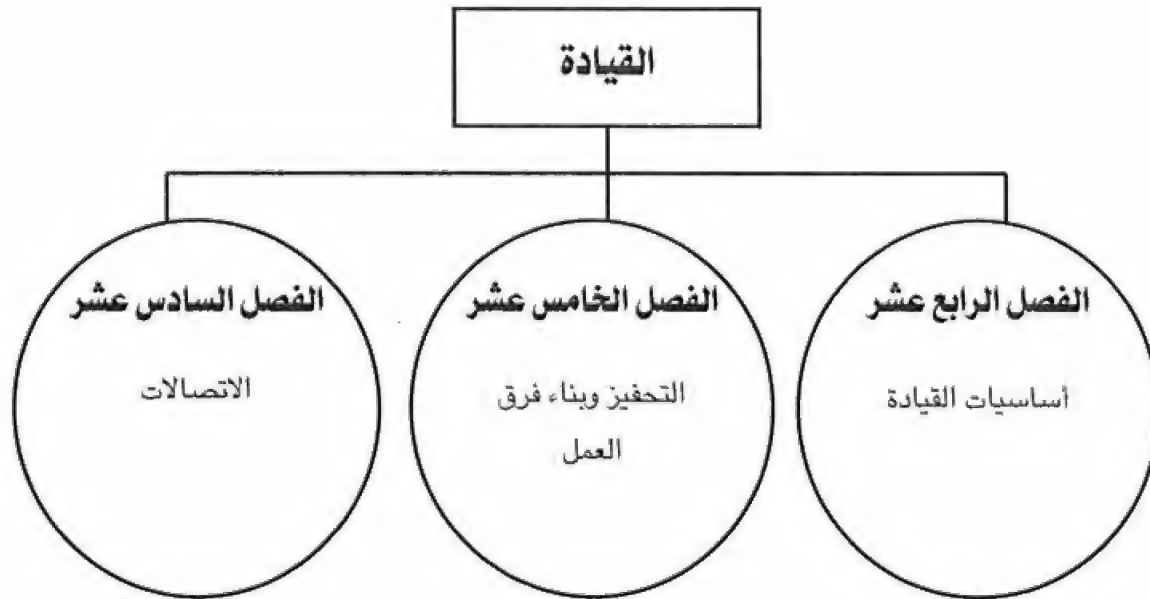 القيادة
الفصل الرابع عشر
أساسيات القيادة
الفصل الخامس عشر
التحفيز وبناء فرق
العمل
الفصل السادس عشر
الاتصالات